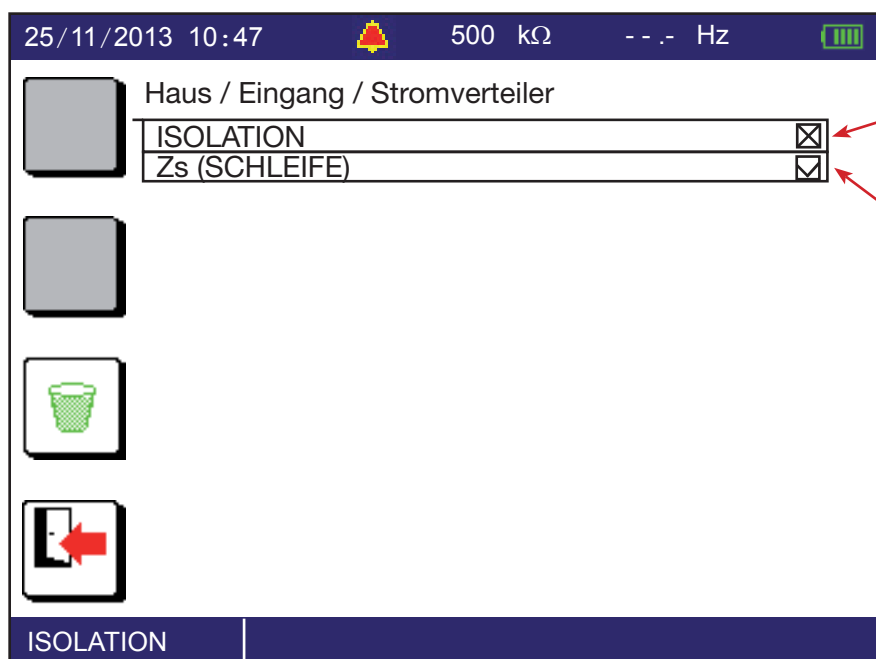 25/11/2013 10:47 500 kΩ - - .- Hz
Haus / Eingang / Stromverteiler
ISOLATION
Zs (SCHLEIFE)
ISOLATION